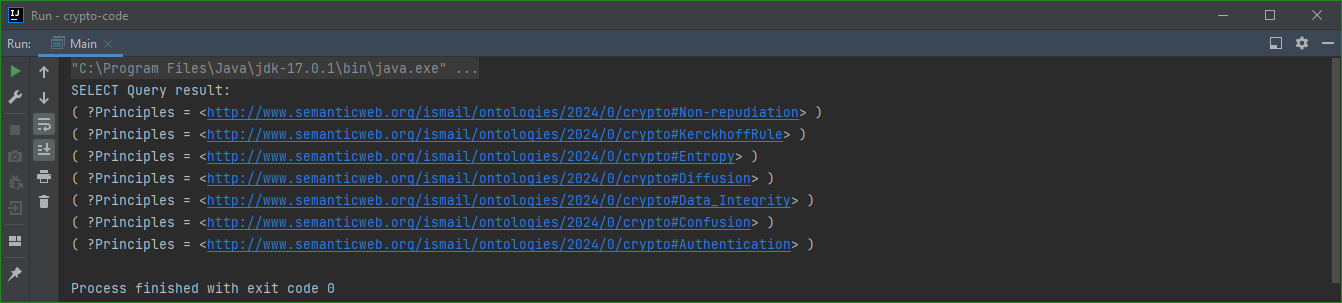 Run - crypto-code
Run: Main
"C:\Program Files\Java\jdk-17.0.1\bin\java.exe" ...
SELECT Query result:
( ?Principles = <http://www.semanticweb.org/ismail/ontologies/2024/0/crypto#Non-repudiation> )
( ?Principles = <http://www.semanticweb.org/ismail/ontologies/2024/0/crypto#KerckhoffRule> )
( ?Principles = <http://www.semanticweb.org/ismail/ontologies/2024/0/crypto#Entropy> )
( ?Principles = <http://www.semanticweb.org/ismail/ontologies/2024/0/crypto#Diffusion> )
( ?Principles = <http://www.semanticweb.org/ismail/ontologies/2024/0/crypto#Data_Integrity> )
( ?Principles = <http://www.semanticweb.org/ismail/ontologies/2024/0/crypto#Confusion> )
( ?Principles = <http://www.semanticweb.org/ismail/ontologies/2024/0/crypto#Authentication> )
Process finished with exit code 0